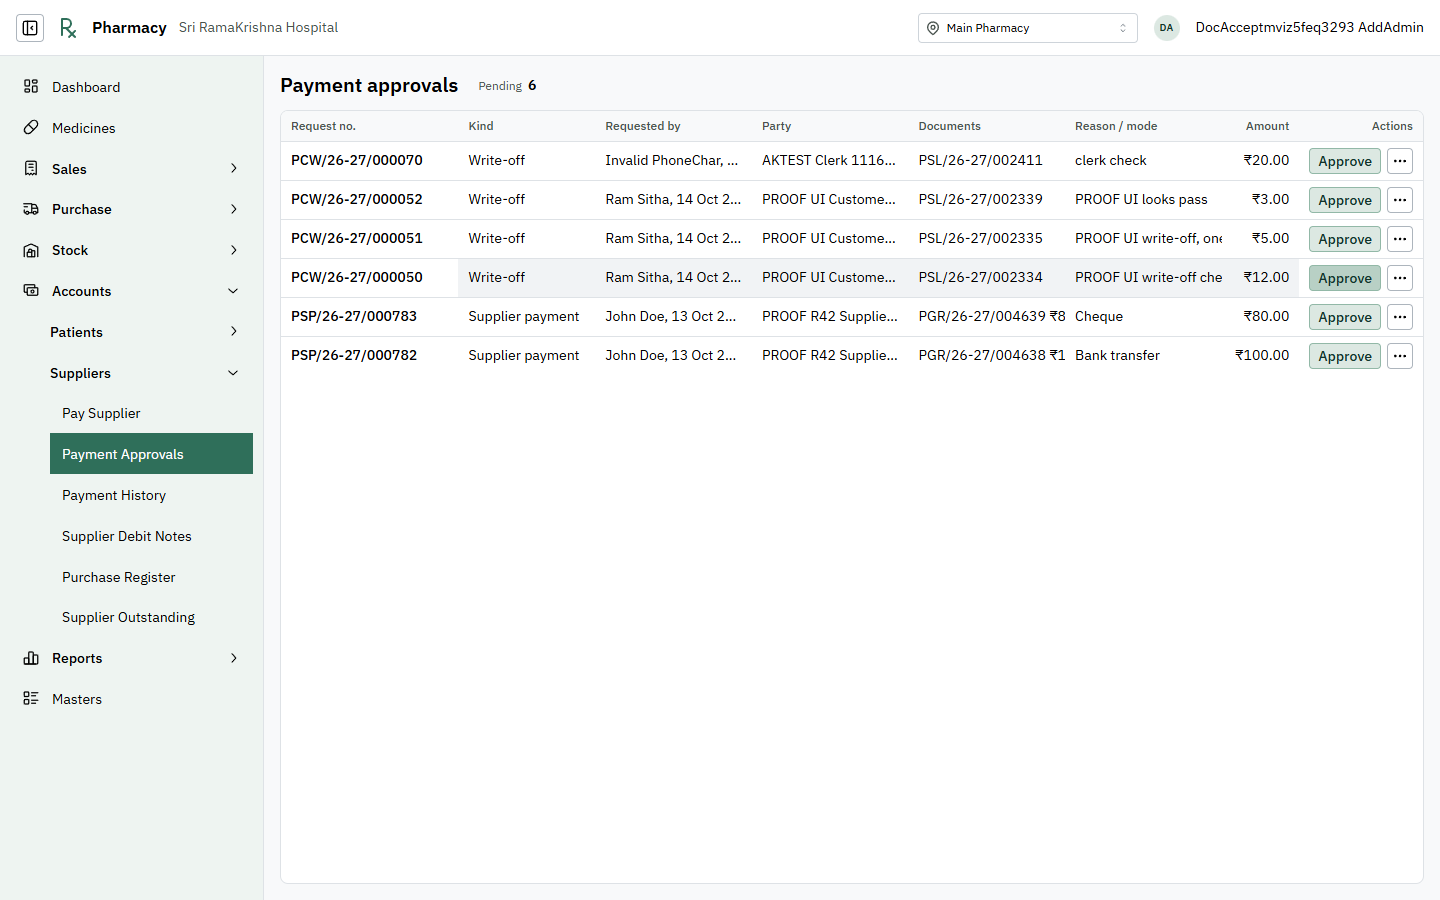 Pharmacy Sri RamaKrishna Hospital Main Pharmacy DA DocAcceptmviz5feq3293 AddAdmin
Dashboard
Medicines
Sales
Purchase
Stock
Accounts
Patients
Suppliers
Pay Supplier
Payment Approvals
Payment History
Supplier Debit Notes
Purchase Register
Supplier Outstanding
Reports
Masters
Payment approvals Pending 6
Request no. Kind Requested by Party Documents Reason / mode Amount Actions
PCW/26-27/000070 Write-off Invalid PhoneChar, ... AKTEST Clerk 1116... PSL/26-27/002411 clerk check ₹20.00 Approve ...
PCW/26-27/000052 Write-off Ram Sitha, 14 Oct 2... PROOF UI Custome... PSL/26-27/002339 PROOF UI looks pass ₹3.00 Approve ...
PCW/26-27/000051 Write-off Ram Sitha, 14 Oct 2... PROOF UI Custome... PSL/26-27/002335 PROOF UI write-off, one ₹5.00 Approve ...
PCW/26-27/000050 Write-off Ram Sitha, 14 Oct 2... PROOF UI Custome... PSL/26-27/002334 PROOF UI write-off che ₹12.00 Approve ...
PSP/26-27/000783 Supplier payment John Doe, 13 Oct 2... PROOF R42 Supplie... PGR/26-27/004639 ₹8 Cheque ₹80.00 Approve ...
PSP/26-27/000782 Supplier payment John Doe, 13 Oct 2... PROOF R42 Supplie... PGR/26-27/004638 ₹1 Bank transfer ₹100.00 Approve ...